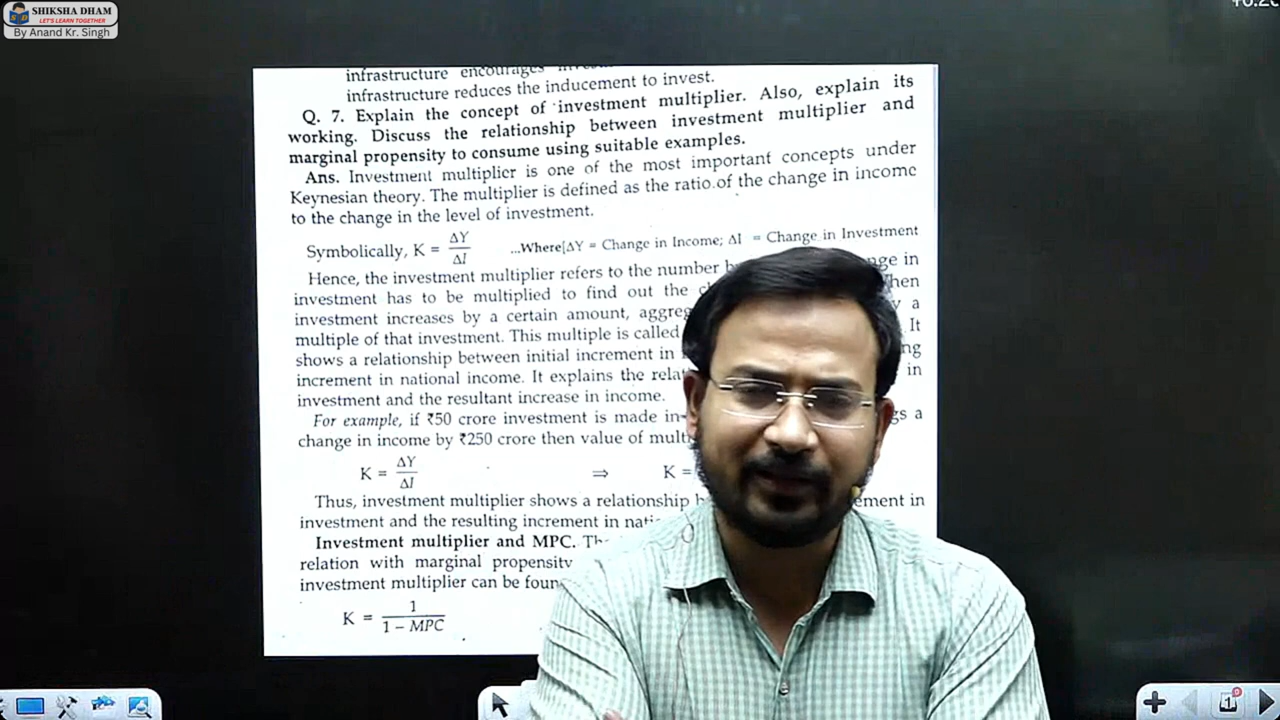 SHIKSHA DHAM
LET'S LEARN TOGETHER
By Anand Kr. Singh
infrastructure encourages
infrastructure reduces the inducement to invest.
Q. 7. Explain the concept of investment multiplier. Also, explain its
working. Discuss the relationship between investment multiplier and
marginal propensity to consume using suitable examples.
Ans. Investment multiplier is one of the most important concepts under
Keynesian theory. The multiplier is defined as the ratio of the change in income
to the change in the level of investment.
Symbolically, K = ΔY/ΔI ...Where[ΔY = Change in Income; ΔI = Change in Investment
Hence, the investment multiplier refers to the number in
investment has to be multiplied to find out the
investment increases by a certain amount, a
multiple of that investment. This multiple is called It
shows a relationship between initial increment in
increment in national income. It explains the in
investment and the resultant increase in income.
For example, if ₹50 crore investment is made in a
change in income by ₹250 crore then value of
K = ΔY/ΔI ⇒ K =
Thus, investment multiplier shows a relationship in
investment and the resulting increment in
Investment multiplier and MPC.
relation with marginal
investment multiplier can be
K = 1/1 – MPC
1